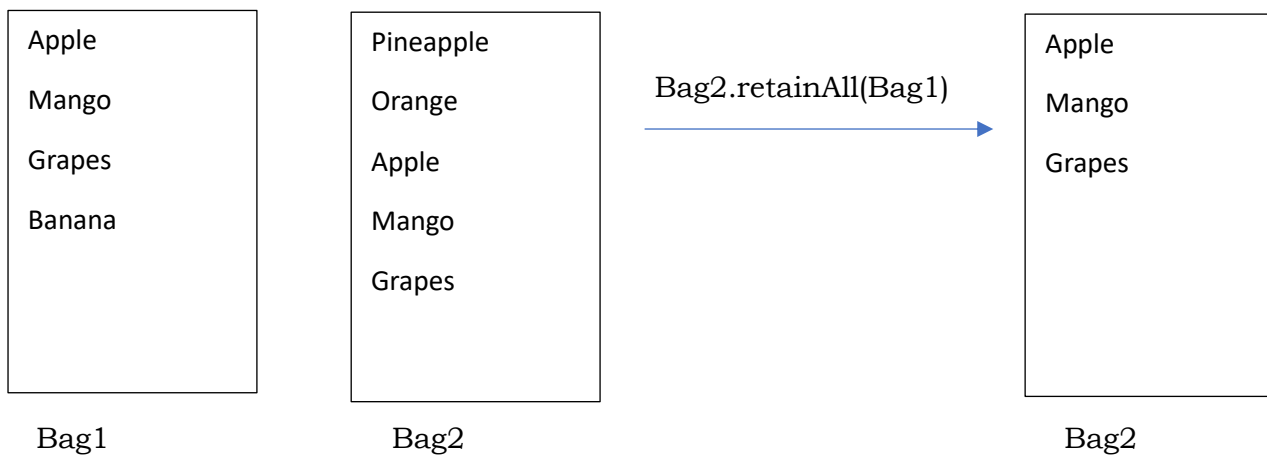 Apple
Mango
Grapes
Banana
Bag1
Pineapple
Orange
Apple
Mango
Grapes
Bag2
Bag2.retainAll(Bag1)
Apple
Mango
Grapes
Bag2